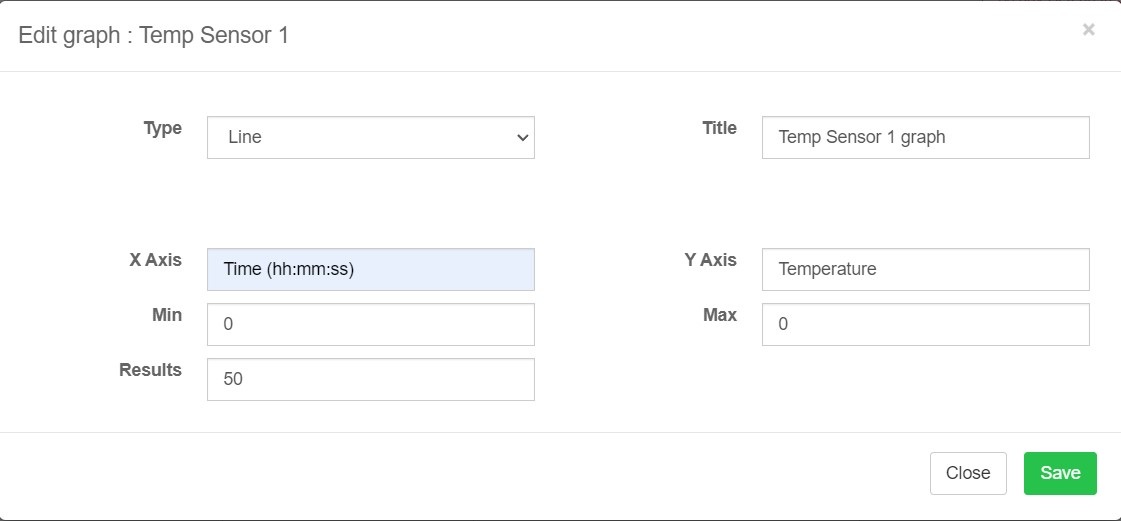 Edit graph : Temp Sensor 1
×
Type
Line
Title
Temp Sensor 1 graph
X Axis
Time (hh:mm:ss)
Y Axis
Temperature
Min
0
Max
0
Results
50
Close
Save